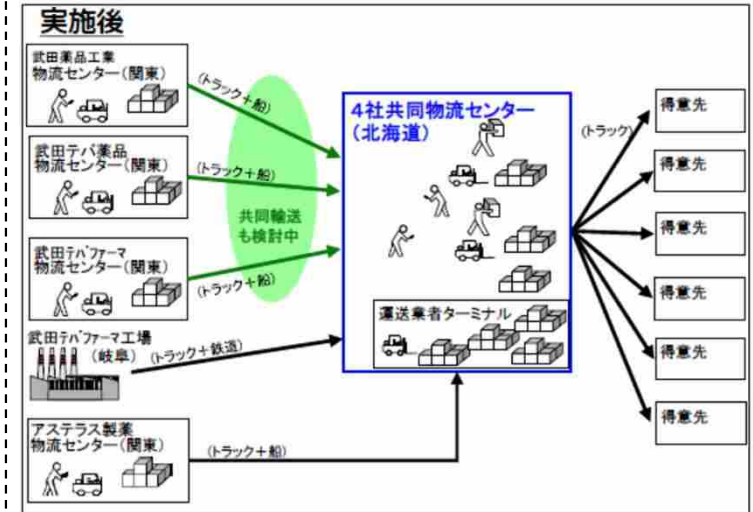 実施後
武田薬品工業
物流センター(関東)
(トラック+船)
武田テバ薬品
物流センター(関東)
(トラック+船)
武田テバファーマ
物流センター(関東)
(トラック+船)
共同輸送
も検討中
武田テバファーマ工場
(岐阜)
(トラック+鉄道)
アステラス製薬
物流センター(関東)
(トラック+船)
4社共同物流センター
(北海道)
運送業者ターミナル
(トラック)
得意先
得意先
得意先
得意先
得意先
得意先